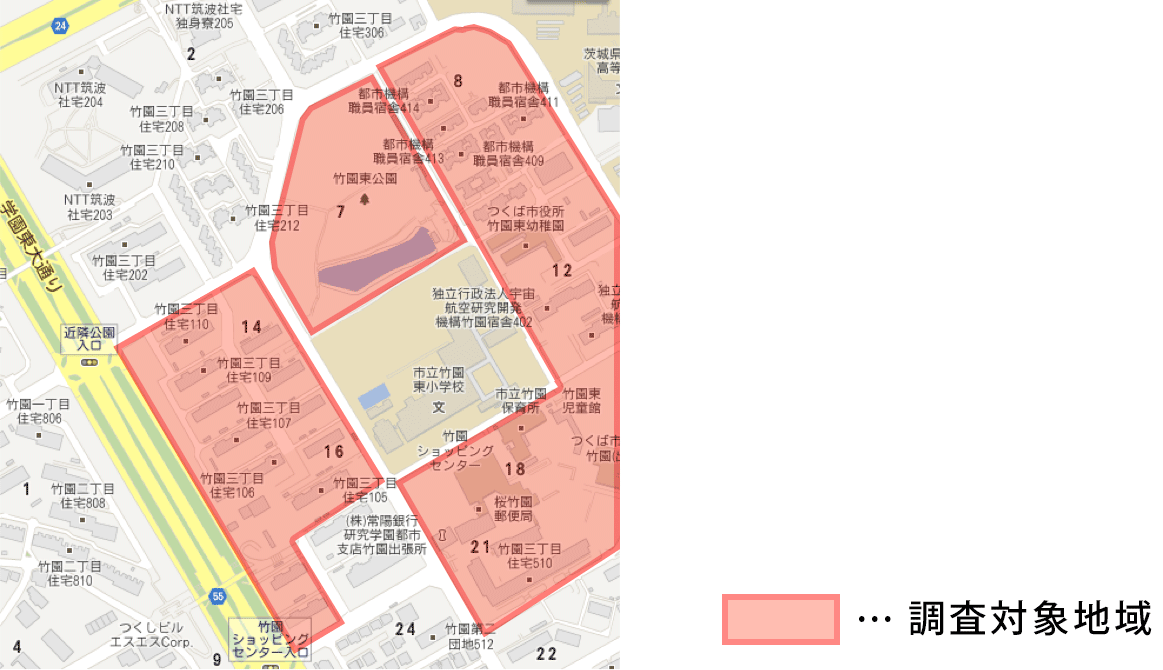 NTT筑波社宅
独身寮205
24
竹園三丁目
住宅306
2
茨城県
高等
8
NTT筑波
社宅204
竹園三丁目
住宅206
都市機構
職員宿舎414
都市機構
職員宿舎411
竹園三丁目
住宅208
竹園三丁目
住宅210
都市機構
職員宿舎413
都市機構
職員宿舎409
竹園東公園
NTT筑波
社宅203
竹園三丁目
住宅212
7
つくば市役所
竹園東幼稚園
学園東大通り
竹園三丁目
住宅202
12
独立行政法人宇宙
航空研究開発
機構竹園宿舎402
独立
航
機構
竹園三丁目
住宅110
14
近隣公園
入口
竹園三丁目
住宅109
市立竹園
東小学校
文
市立竹園
保育所
竹園東
児童館
竹園一丁目
住宅806
竹園三丁目
住宅107
16
竹園
ショッピング
センター
つくば市
18
竹園三丁目
住宅106
竹園三丁目
住宅105
1
竹園二丁目
住宅808
桜竹園
郵便局
(株)常陽銀行
研究学園都市
支店竹園出張所
21
竹園三丁目
住宅510
竹園二丁目
住宅810
55
つくしビル
エスエスCorp.
竹園
ショッピング
センター入口
24
竹園第二
団地512
4
9
22
… 調査対象地域